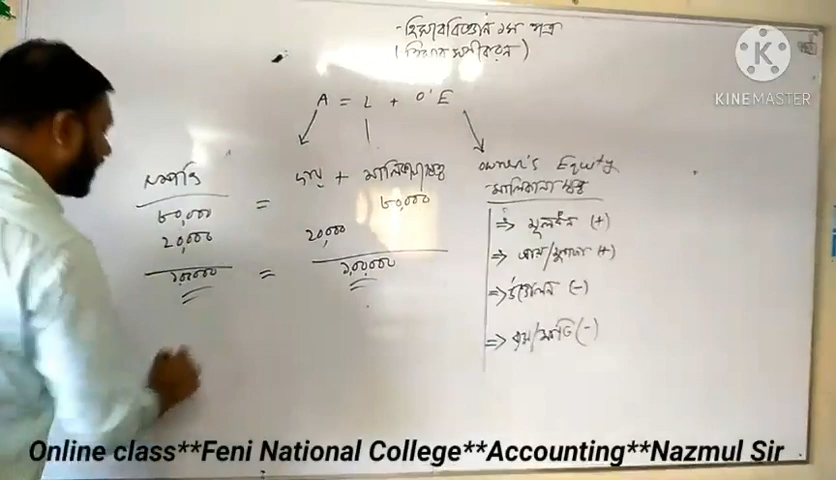 হিসাববিজ্ঞান ১ম পত্র
(হিসাব সমীকরণ)
A = L + O'E
সম্পত্তি = দায় + মালিকানাস্বত্ব
৮০,০০০ ৮০,০০০
২০,০০০ ২০,০০০
১,০০,০০০ = ১,০০,০০০
owner's Equity
মালিকানা স্বত্ব
⇒ মূলধন (+)
⇒ আয়/মুনাফা (+)
⇒ উত্তোলন (-)
⇒ ব্যয়/ক্ষতি (-)
K
KINEMASTER
Online class**Feni National College**Accounting**Nazmul Sir